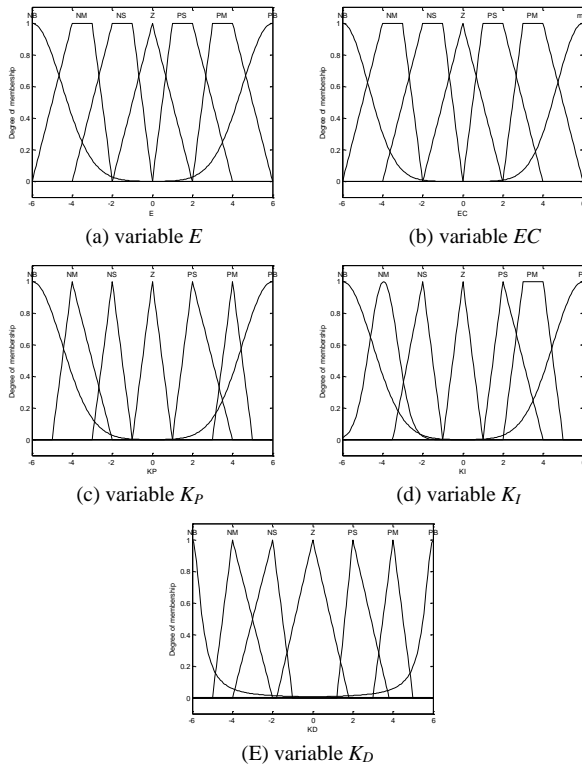 NB NM NS Z PS PM PB
1
0.8
0.6
0.4
0.2
0
Degree of membership
-6 -4 -2 0 2 4 6
E
(a) variable E
NB NM NS Z PS PM m
1
0.8
0.6
0.4
0.2
0
Degree of membership
-6 -4 -2 0 2 4 6
EC
(b) variable EC
NB NM NS Z PS PM PB
1
0.8
0.6
0.4
0.2
0
Degree of membership
-6 -4 -2 0 2 4 6
KP
(c) variable KP
NB NM NS Z PS PM P
1
0.8
0.6
0.4
0.2
0
Degree of membership
-6 -4 -2 0 2 4 6
KI
(d) variable KI
NB NM NS Z PS PM PB
1
0.8
0.6
0.4
0.2
0
Degree of membership
-6 -4 -2 0 2 4 6
KD
(E) variable KD